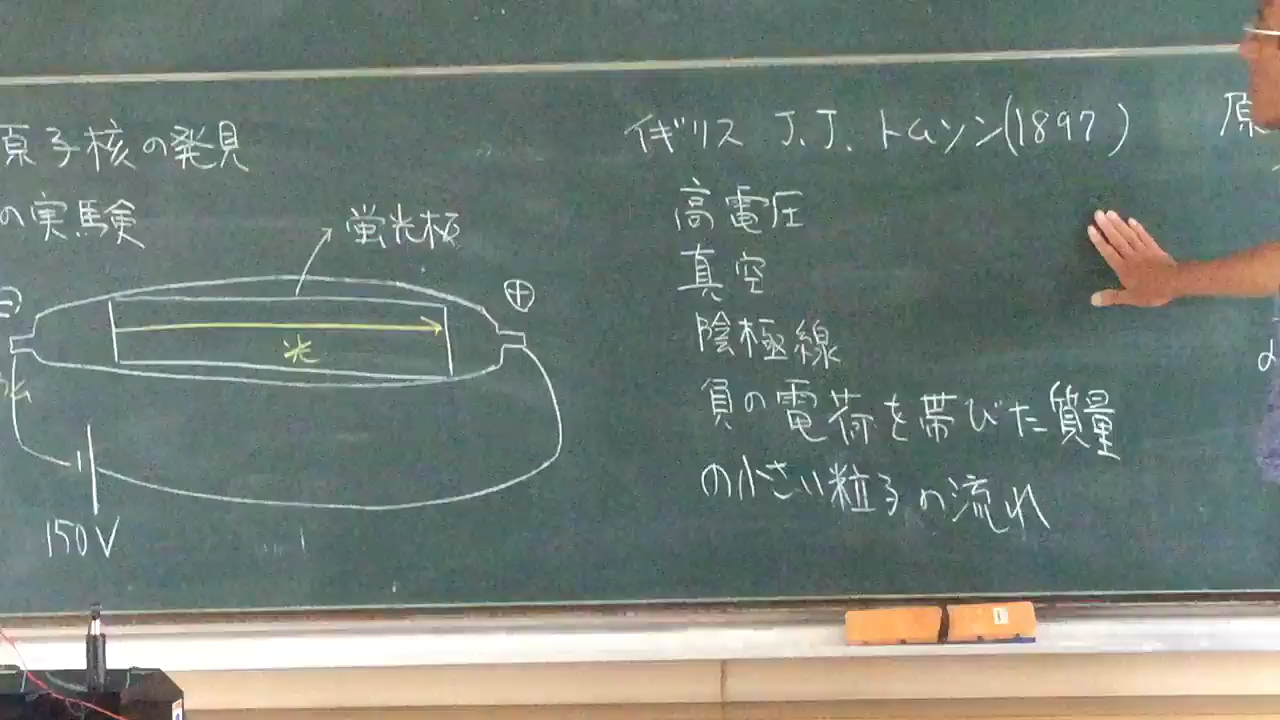 原子核の発見
の実験
蛍光板
⊖
⊕
光
150V
イギリス J.J.トムソン(1897)
高電圧
真空
陰極線
負の電荷を帯びた質量
の小さい粒子の流れ
原